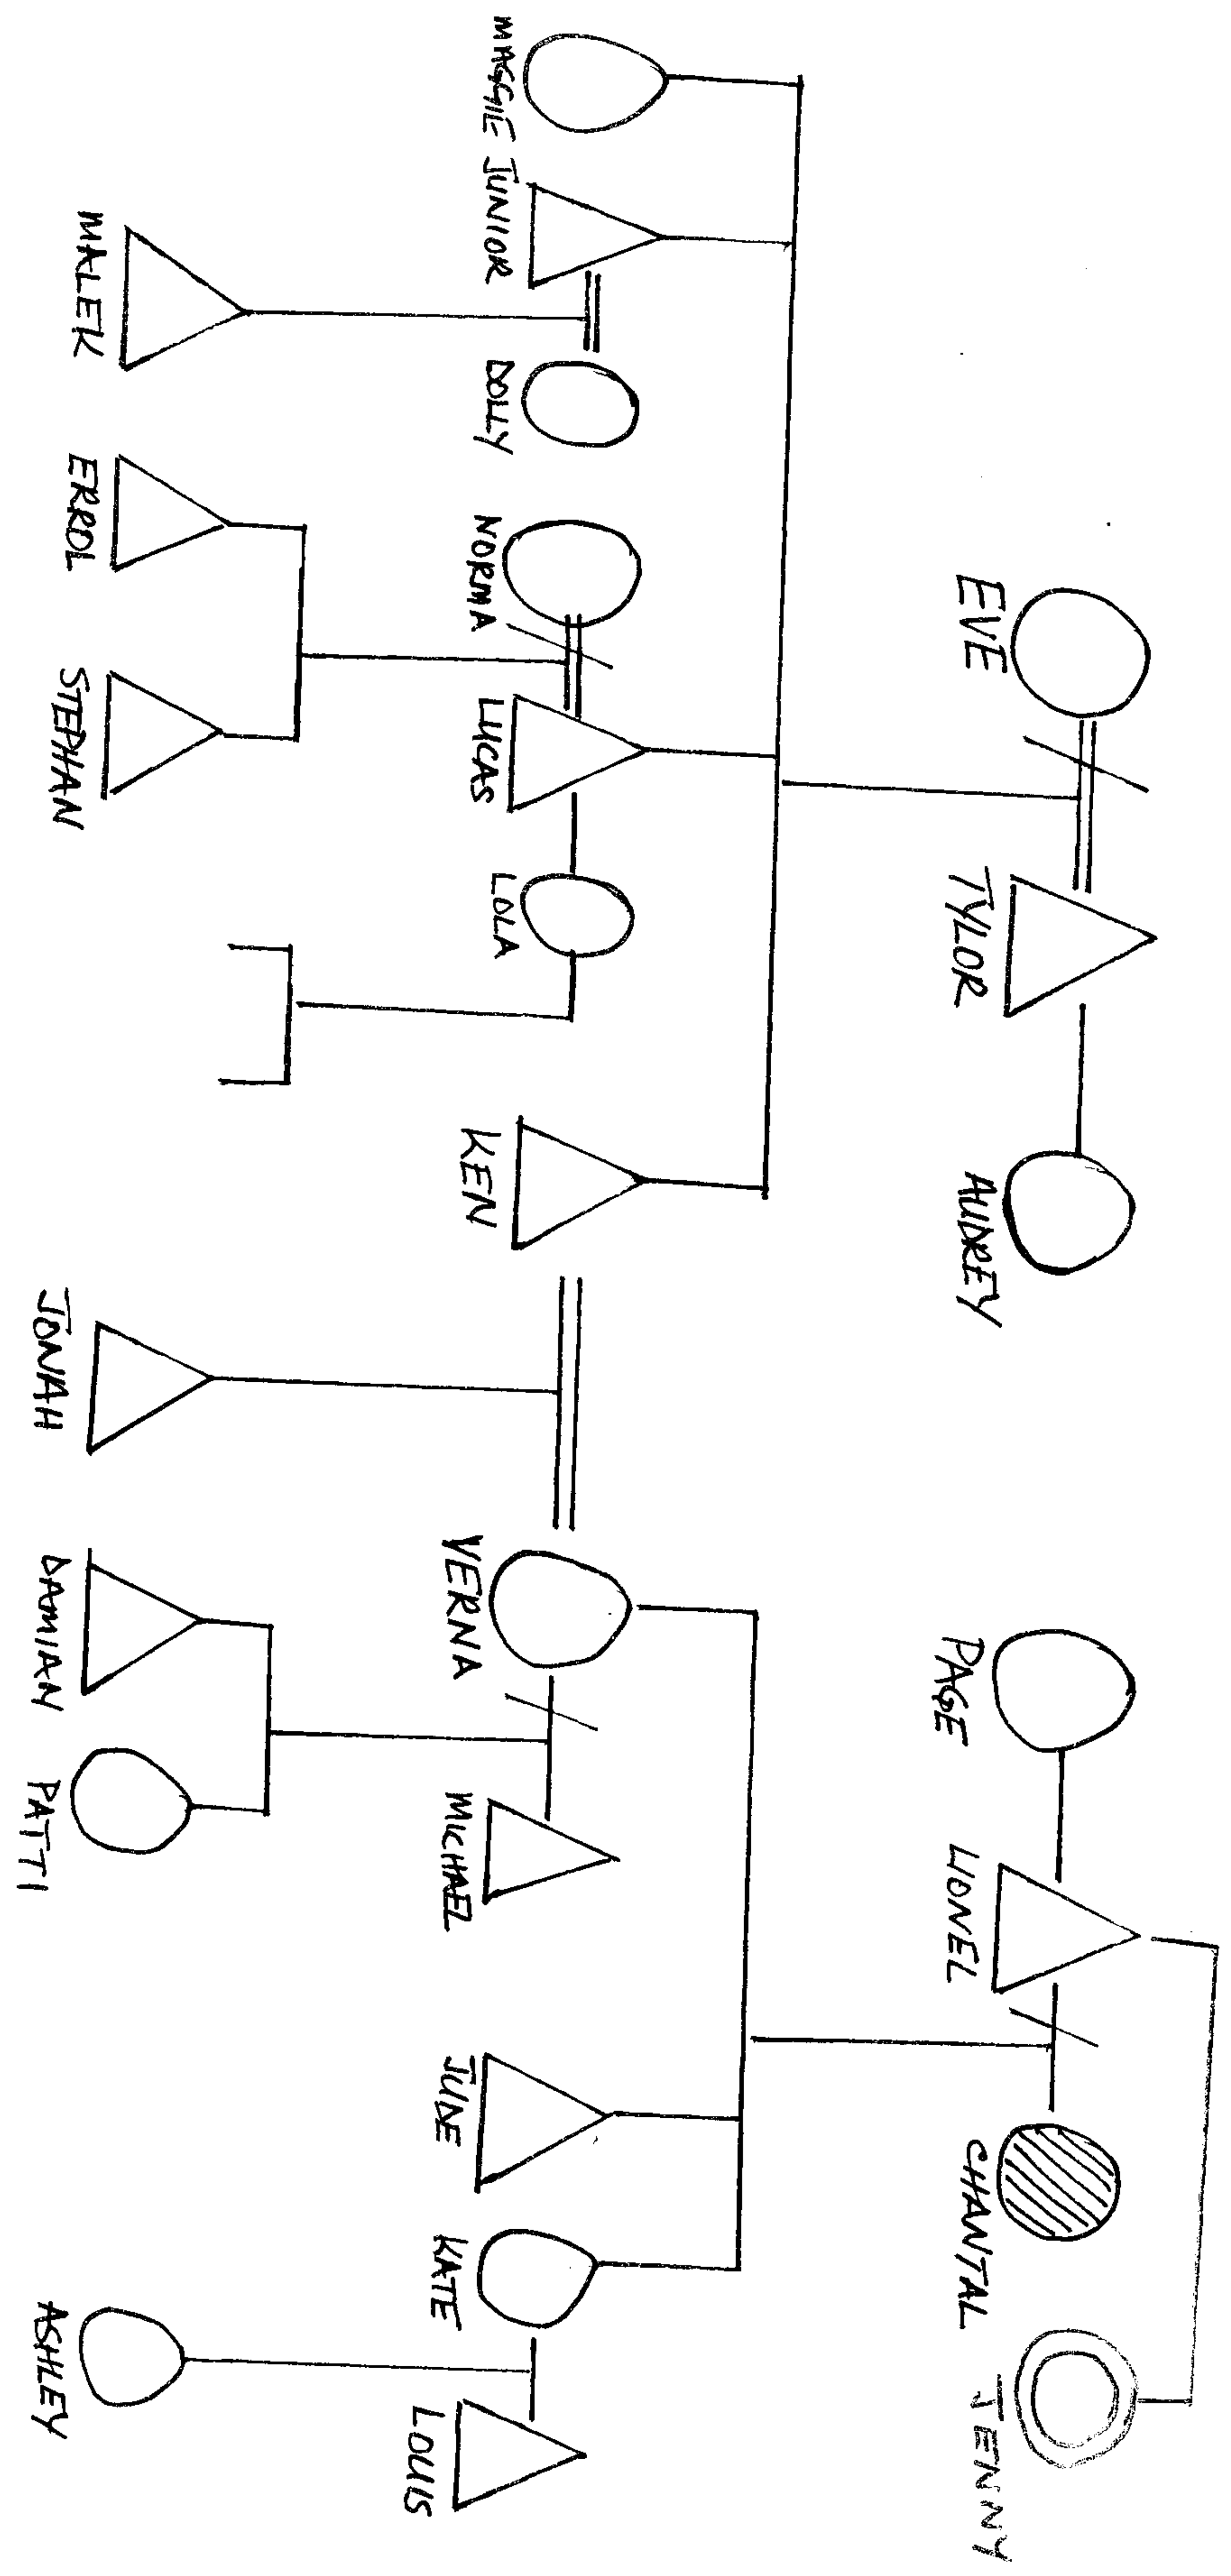 EVE
TYLOR
AUDREY
PAGE
LIONEL
CHANTAL
JENNY
MAGGIE
JUNIOR
DOLLY
NORMA
LUCAS
LOLA
KEN
VERNA
MICHAEL
JUDE
KATE
LOUIS
MALEK
ERROL
STEPHAN
JONAH
DAMIAN
PATTI
ASHLEY